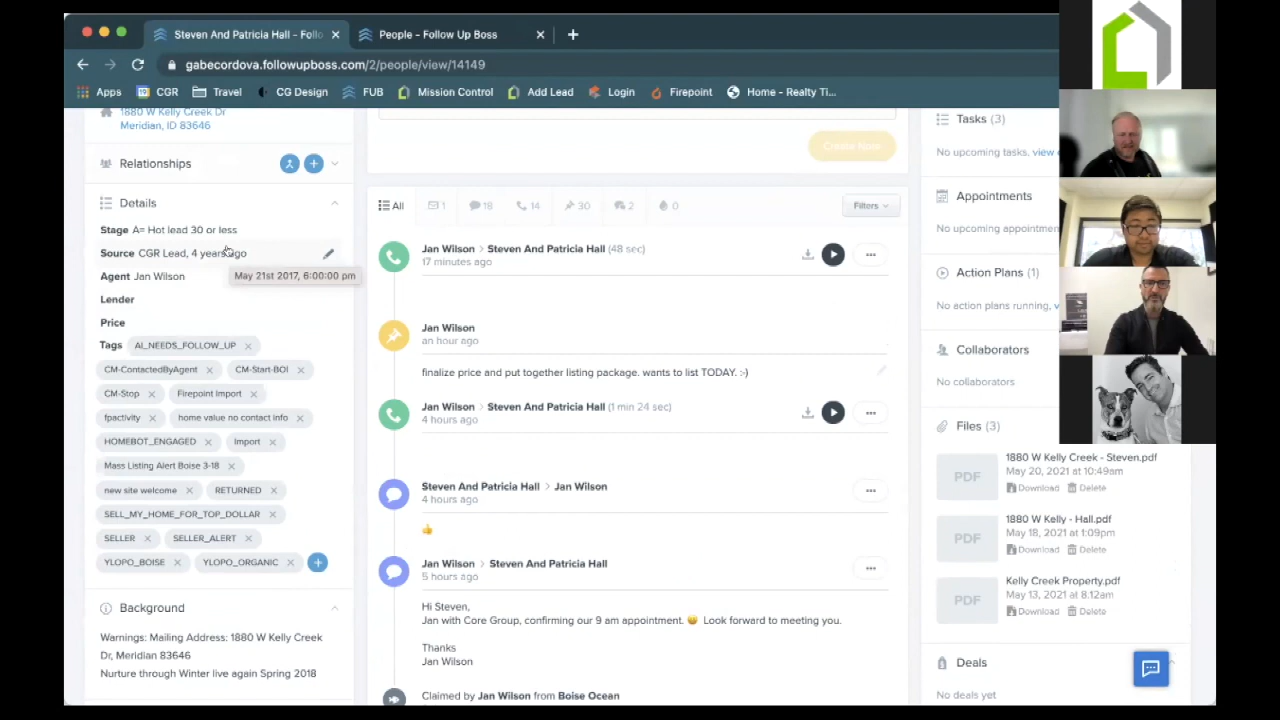 Steven And Patricia Hall - Follo
People - Follow Up Boss
gabecordova.followupboss.com/2/people/view/14149
Apps
CGR
Travel
CG Design
FUB
Mission Control
Add Lead
Login
Firepoint
Home - Realty Ti...
1880 W Kelly Creek Dr
Meridian, ID 83646
Relationships
Details
Stage A= Hot lead 30 or less
Source CGR Lead, 4 years ago
May 21st 2017, 6:00:00 pm
Agent Jan Wilson
Lender
Price
Tags AI_NEEDS_FOLLOW_UP
CM-ContactedByAgent
CM-Start-BOI
CM-Stop
Firepoint Import
fpactivity
home value no contact info
HOMEBOT_ENGAGED
Import
Mass Listing Alert Boise 3-18
new site welcome
RETURNED
SELL_MY_HOME_FOR_TOP_DOLLAR
SELLER
SELLER_ALERT
YLOPO_BOISE
YLOPO_ORGANIC
Background
Warnings: Mailing Address: 1880 W Kelly Creek
Dr, Meridian 83646
Nurture through Winter live again Spring 2018
Create Note
All
1
18
14
30
2
0
Filters
Jan Wilson > Steven And Patricia Hall (48 sec)
17 minutes ago
Jan Wilson
an hour ago
finalize price and put together listing package. wants to list TODAY. :-)
Jan Wilson > Steven And Patricia Hall (1 min 24 sec)
4 hours ago
Steven And Patricia Hall > Jan Wilson
4 hours ago
👍
Jan Wilson > Steven And Patricia Hall
5 hours ago
Hi Steven,
Jan with Core Group, confirming our 9 am appointment. 😀 Look forward to meeting you.
Thanks
Jan Wilson
Claimed by Jan Wilson from Boise Ocean
Tasks (3)
No upcoming tasks, view
Appointments
No upcoming appointm
Action Plans (1)
No action plans running, v
Collaborators
No collaborators
Files (3)
PDF
1880 W Kelly Creek - Steven.pdf
May 20, 2021 at 10:49am
Download Delete
PDF
1880 W Kelly - Hall.pdf
May 18, 2021 at 1:09pm
Download Delete
PDF
Kelly Creek Property.pdf
May 13, 2021 at 8:12am
Download Delete
Deals
No deals yet